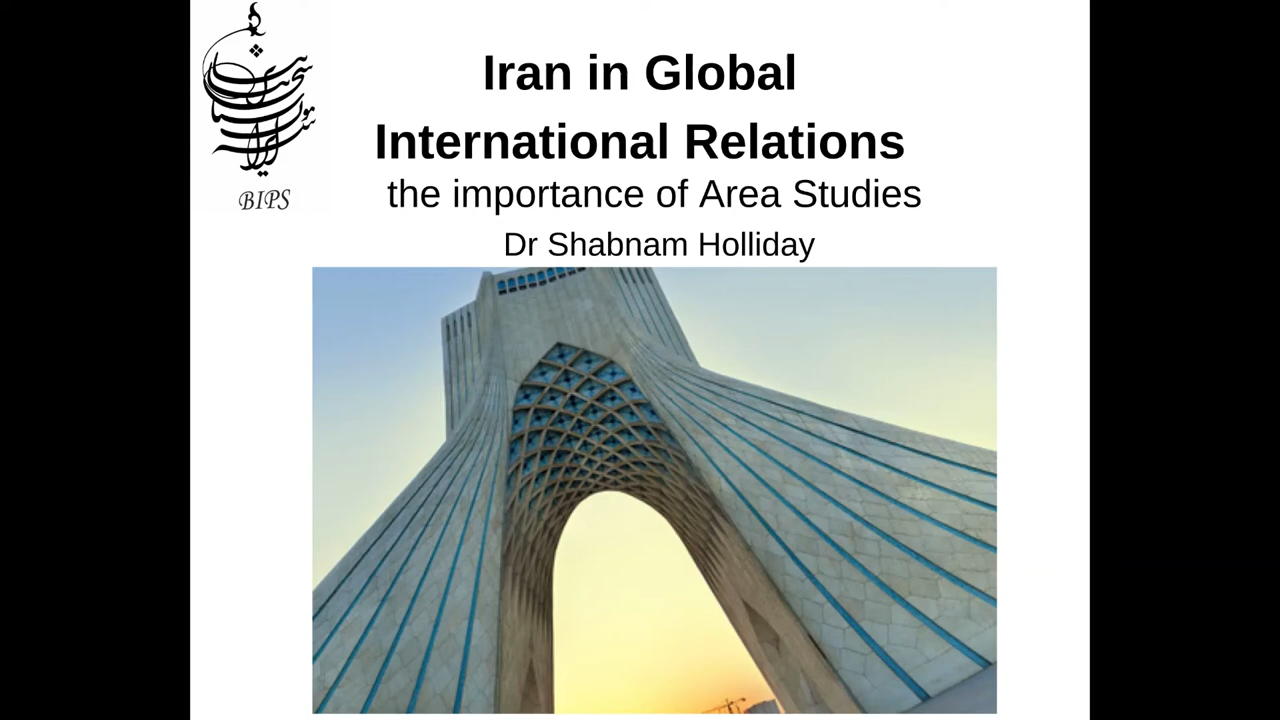 Iran in Global
International Relations
the importance of Area Studies
Dr Shabnam Holliday
BIPS